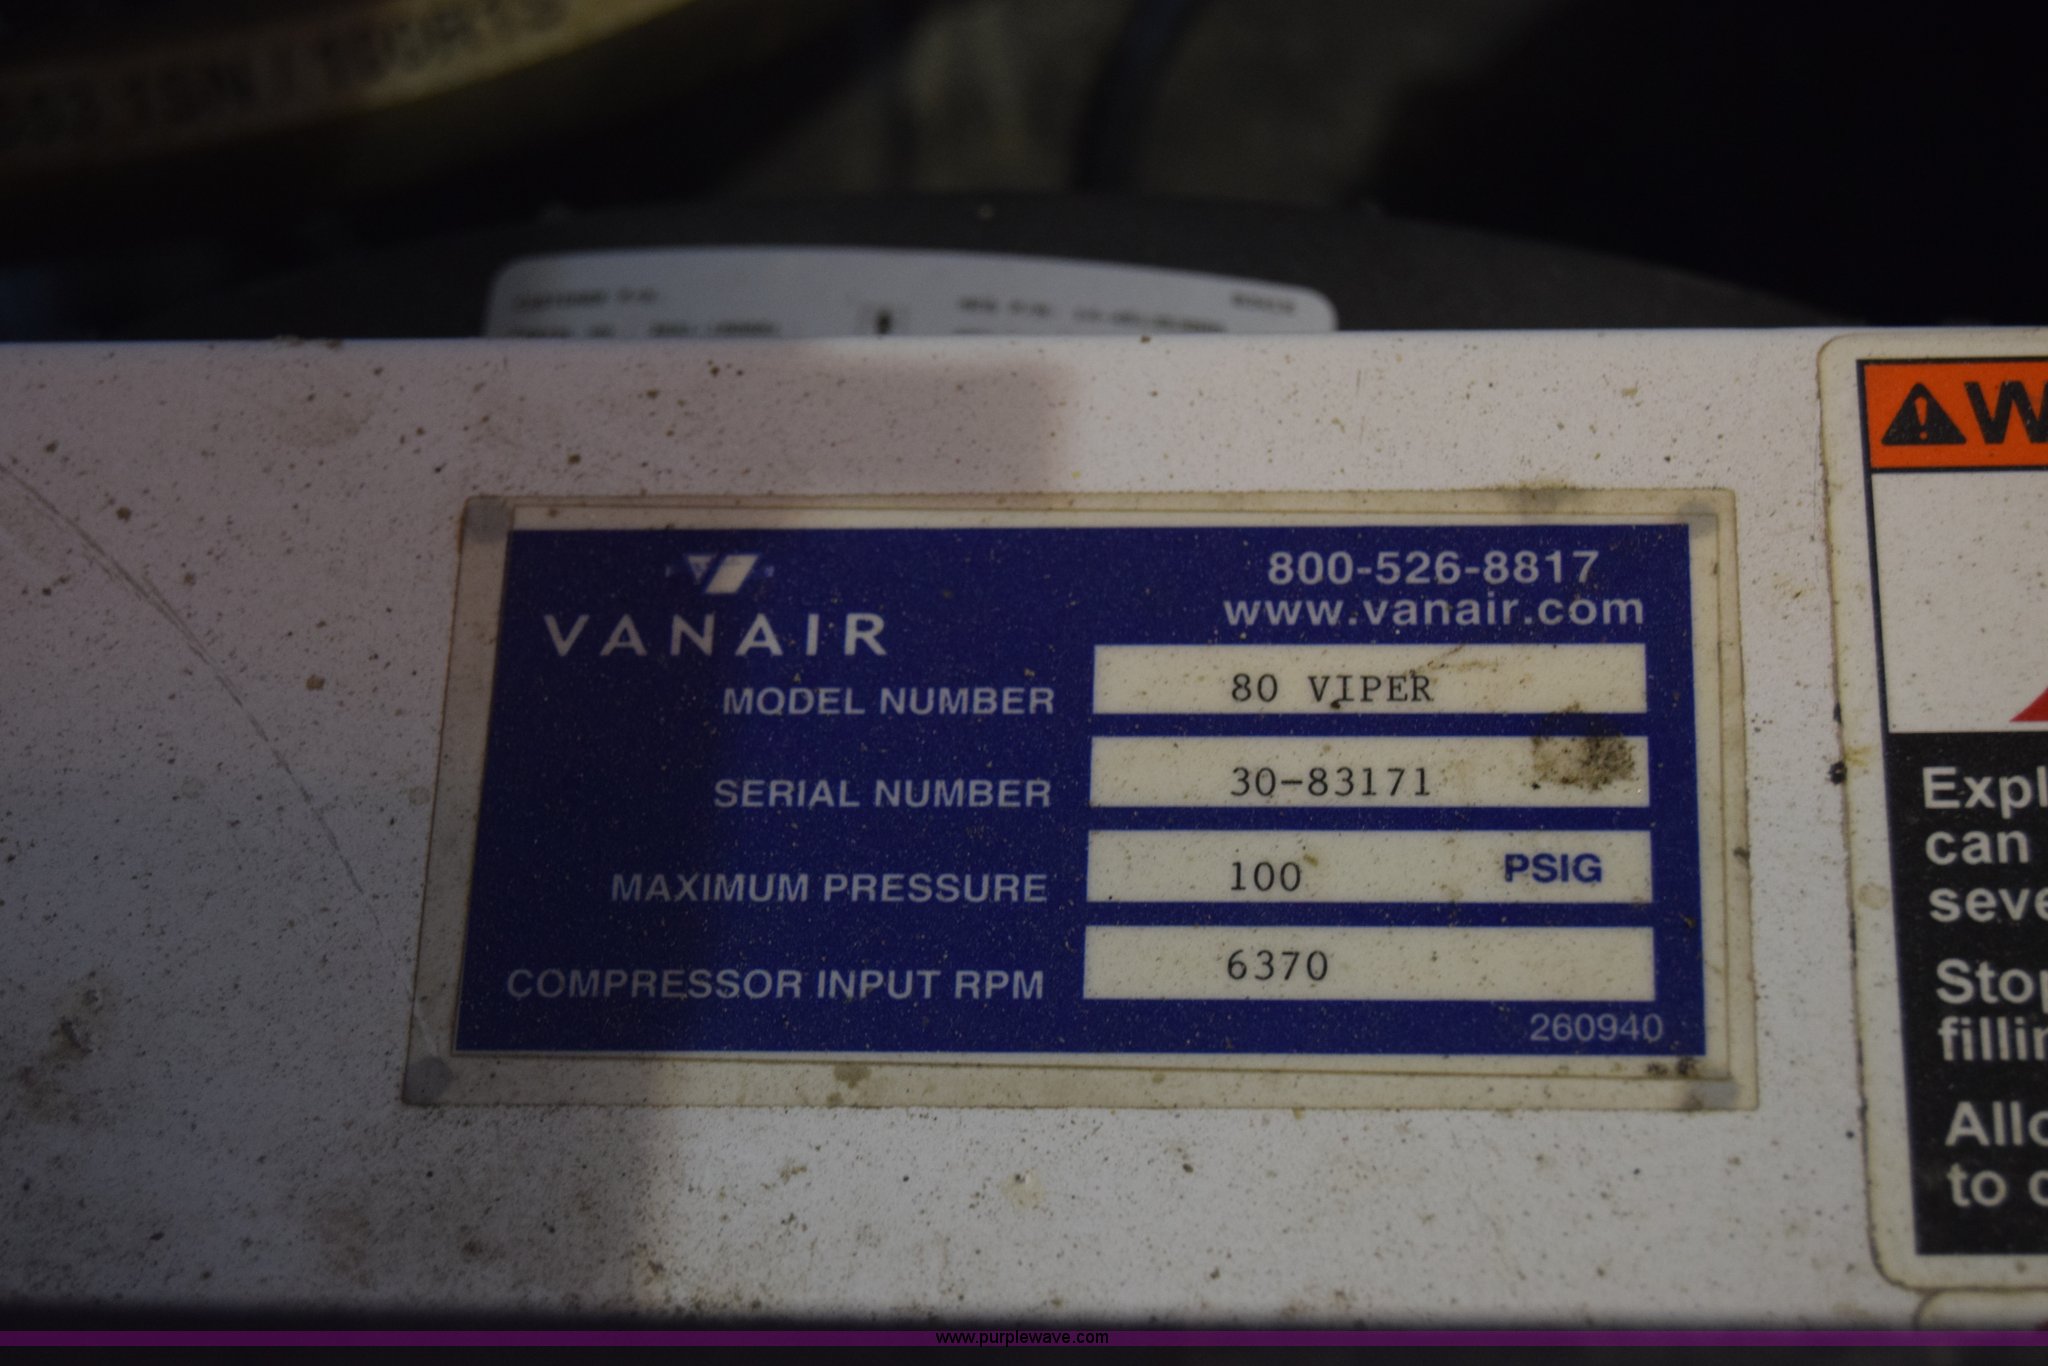 VANAIR
800-526-8817
www.vanair.com
MODEL NUMBER 80 VIPER
SERIAL NUMBER 30-83171
MAXIMUM PRESSURE 100 PSIG
COMPRESSOR INPUT RPM 6370
260940
W
Expl
can
seve
Stop
fillin
Allo
to
www.purplewave.com